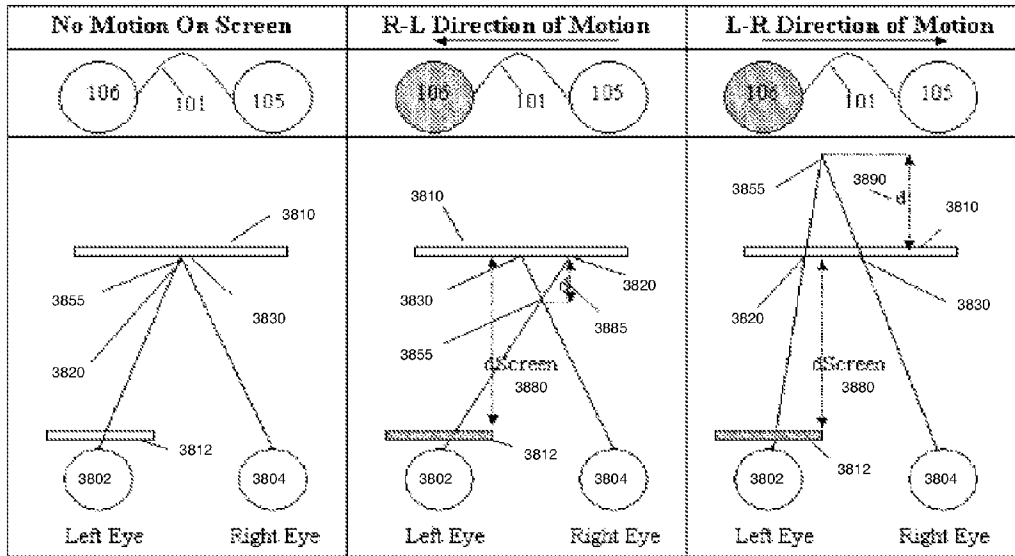 No Motion On Screen
R-L Direction of Motion
L-R Direction of Motion
106
101
105
106
101
105
106
101
105
3810
3855
3830
3820
3812
3802
3804
Left Eye
Right Eye
3810
3830
3820
3885
3855
dScreen
3880
3812
3802
3804
Left Eye
Right Eye
3855
3890
d
3810
3820
3830
dScreen
3880
3812
3802
3804
Left Eye
Right Eye